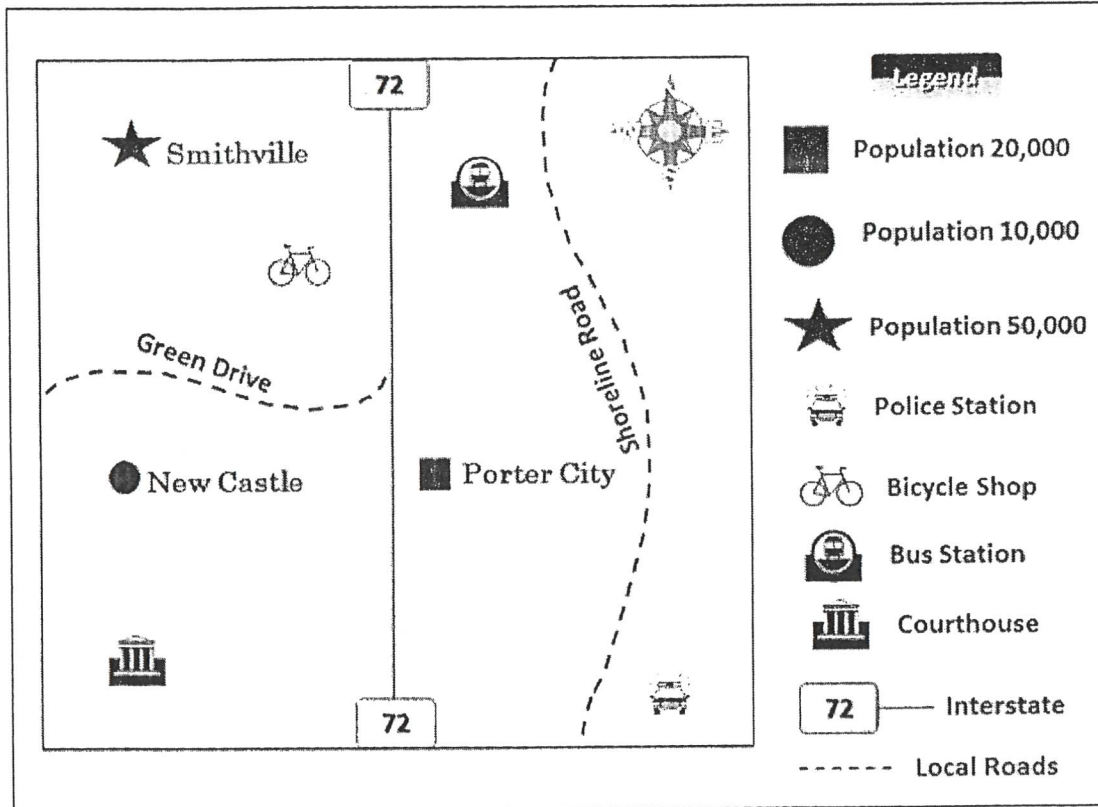 72
Smithville
Green Drive
Shoreline Road
New Castle
Porter City
72
Legend
Population 20,000
Population 10,000
Population 50,000
Police Station
Bicycle Shop
Bus Station
Courthouse
72 Interstate
Local Roads